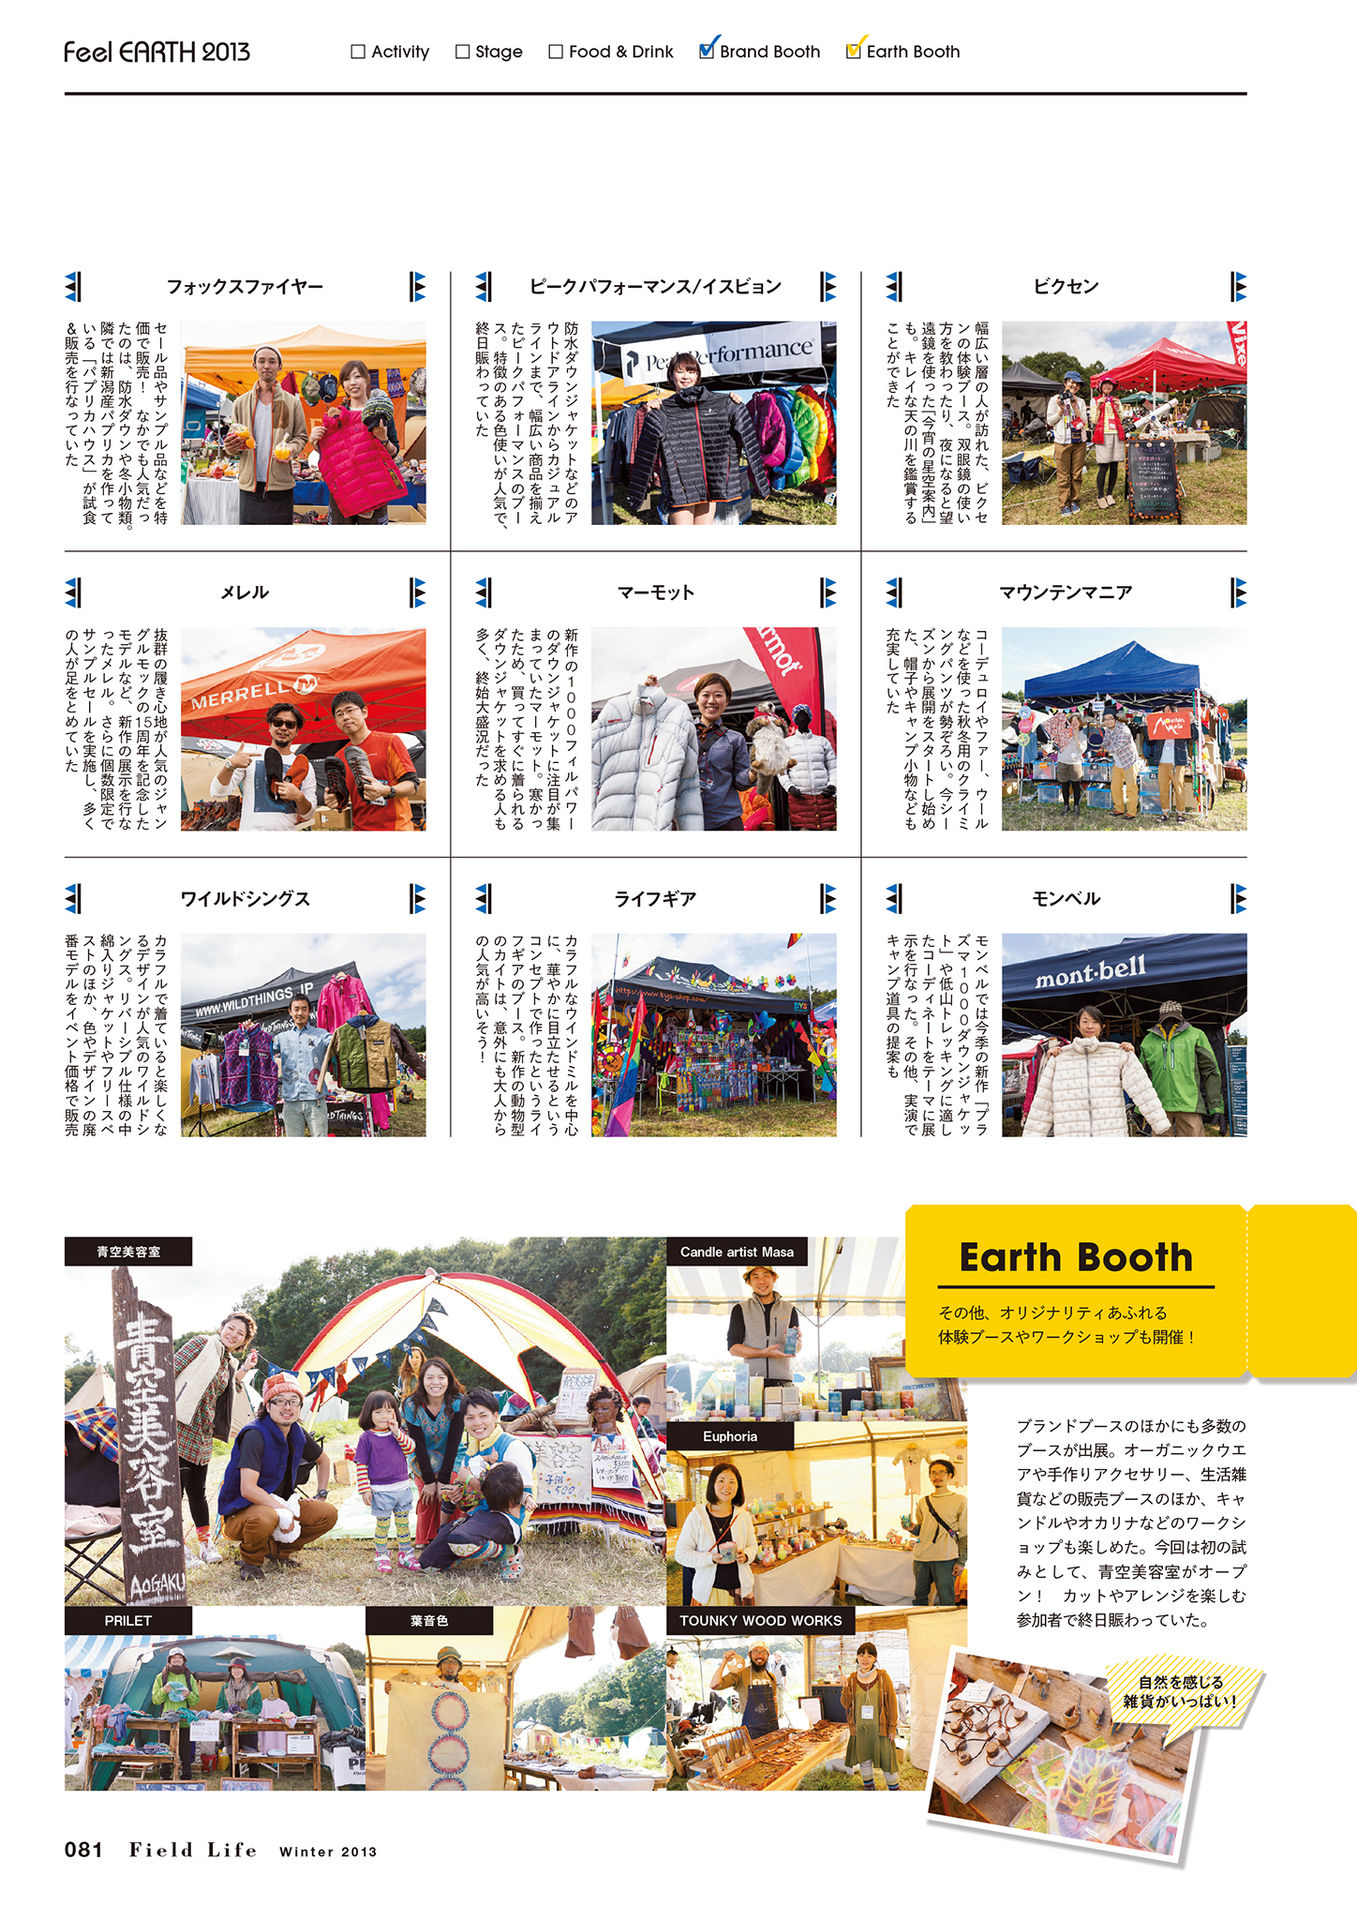 Feel EARTH 2013
Activity
Stage
Food & Drink
Brand Booth
Earth Booth
フォックスファイヤー
セール品やサンプル品などを特
価で販売！　なかでも人気だっ
たのは、防水ダウンや冬小物類。
隣では新潟産パプリカを作って
いる「パプリカハウス」が試食
＆販売を行なっていた
ピークパフォーマンス/イスビョン
Peak Performance
防水ダウンジャケットなどのア
ウトドアラインからカジュアル
ラインまで、幅広い商品を揃え
たピークパフォーマンスのブー
ス。特徴のある色使いが人気で、
終日賑わっていた
ビクセン
Vixe
幅広い層の人が訪れた、ビクセ
ンの体験ブース。双眼鏡の使い
方を教わったり、夜になると望
遠鏡を使った「今宵の星空案内」
も。キレイな天の川を鑑賞する
ことができた
メレル
MERRELL
抜群の履き心地が人気のジャン
グルモックの15周年を記念した
モデルなど、新作の展示を行な
ったメレル。さらに個数限定で
サンプルセールを実施し、多く
の人が足をとめていた
マーモット
armot
新作の1000フィルパワー
のダウンジャケットに注目が集
まっていたマーモット。寒かっ
たため、買ってすぐに着られる
ダウンジャケットを求める人も
多く、終始大盛況だった
マウンテンマニア
コーデュロイやファー、ウール
などを使った秋冬用のクライミ
ングパンツが勢ぞろい。今シー
ズンから展開をスタートし始め
た、帽子やキャンプ小物なども
充実していた
ワイルドシングス
WWW.WILDTHINGS.JP
カラフルで着ていると楽しくな
るデザインが人気のワイルドシ
ングス。リバーシブル仕様の中
綿入りジャケットやフリースベ
ストのほか、色やデザインの廃
番モデルをイベント価格で販売
ライフギア
カラフルなウインドミルを中心
に、華やかに目立たせるという
コンセプトで作ったというライ
フギアのブース。新作の動物型
のカイトは、意外にも大人から
の人気が高いそう！
モンベル
mont-bell
モンベルでは今季の新作「プラ
ズマ1000ダウンジャケッ
ト」や低山トレッキングに適し
たコーディネートをテーマに展
示を行なった。その他、実演で
キャンプ道具の提案も
Earth Booth
その他、オリジナリティあふれる
体験ブースやワークショップも開催！
青空美容室
青空美容室
AOGAKU
Candle artist Masa
Euphoria
PRILET
葉音色
TOUNKY WOOD WORKS
ブランドブースのほかにも多数の
ブースが出展。オーガニックウエ
アや手作りアクセサリー、生活雑
貨などの販売ブースのほか、キャ
ンドルやオカリナなどのワークシ
ョップも楽しめた。今回は初の試
みとして、青空美容室がオープ
ン！　カットやアレンジを楽しむ
参加者で終日賑わっていた。
自然を感じる
雑貨がいっぱい！
081 Field Life Winter 2013